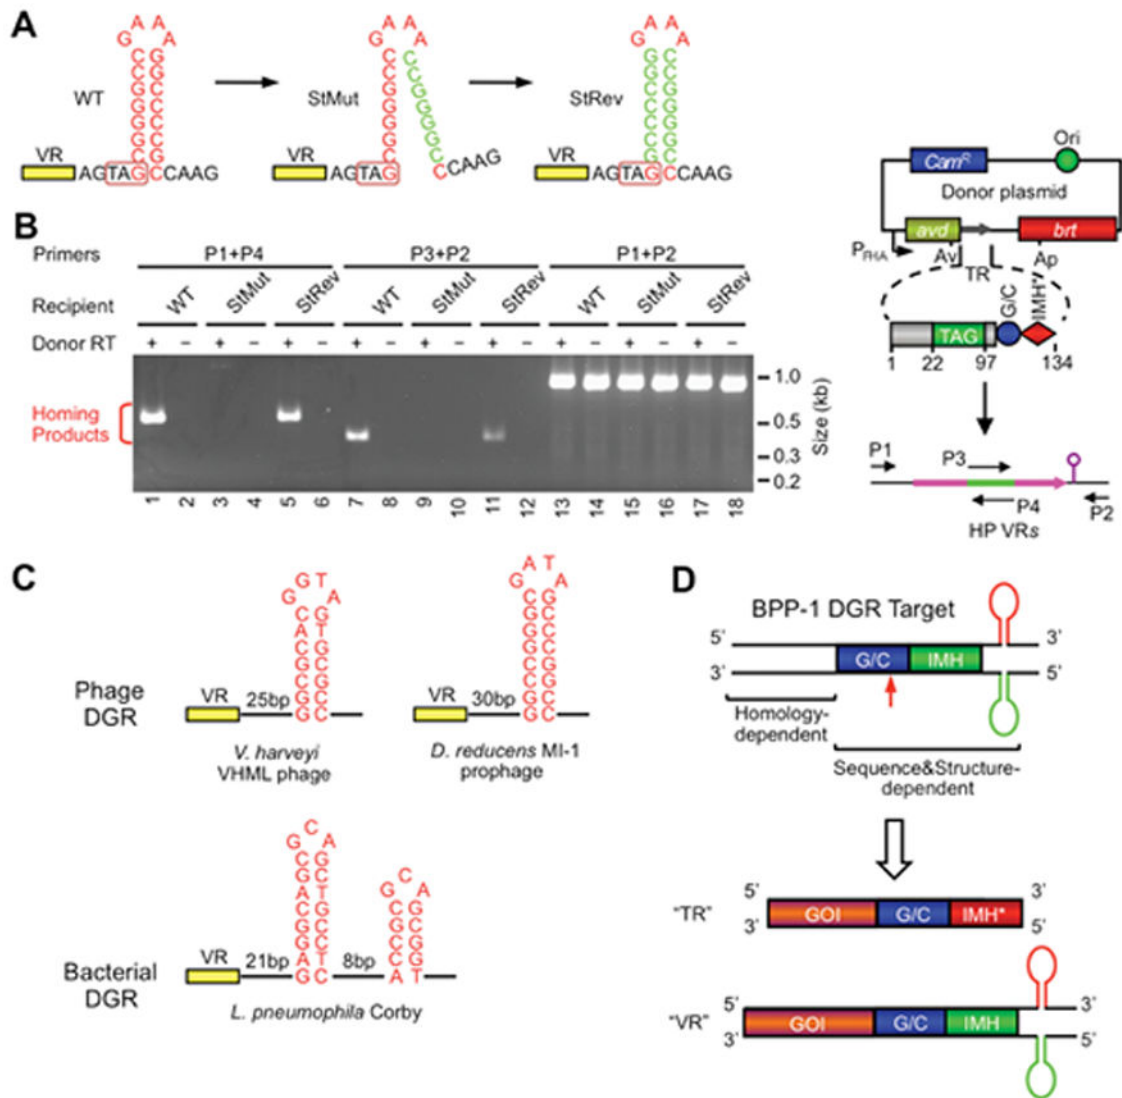 A
WT
StMut
StRev
VR
AGTAGCCAAG
VR
AGTAG
CCAAG
VR
AGTAGCCAAG
B
Primers
P1+P4
P3+P2
P1+P2
Recipient
WT
StMut
StRev
WT
StMut
StRev
WT
StMut
StRev
Donor RT
+ − + − + − + − + − + − + − + − + −
Homing
Products
1.0
0.5
0.3
0.2
Size (kb)
1 2 3 4 5 6 7 8 9 10 11 12 13 14 15 16 17 18
Ori
CamR
Donor plasmid
avd
brt
PFHA
Av
TR
Ap
G/C
IMH*
TAG
1
22
97
134
P1
P3
P4
P2
HP VRs
C
Phage
DGR
VR
25bp
V. harveyi
VHML phage
VR
30bp
D. reducens MI-1
prophage
Bacterial
DGR
VR
21bp
8bp
L. pneumophila Corby
D
BPP-1 DGR Target
5’
3’
G/C
IMH
3’
5’
Homology-
dependent
Sequence&Structure-
dependent
5’
3’
"TR"
GOI
G/C
IMH*
3’
5’
5’
3’
"VR"
GOI
G/C
IMH
3’
5’